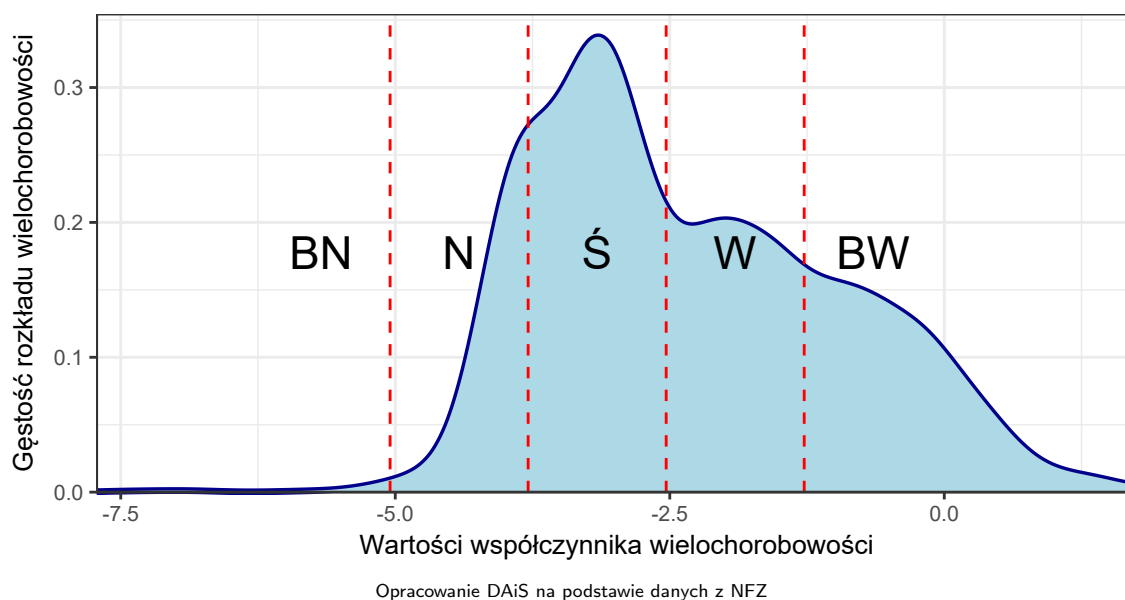 Gęstość rozkładu wielochorobowości
0.3
0.2
0.1
0.0
BN N Ś W BW
-7.5 -5.0 -2.5 0.0
Wartości współczynnika wielochorobowości
Opracowanie DAiS na podstawie danych z NFZ